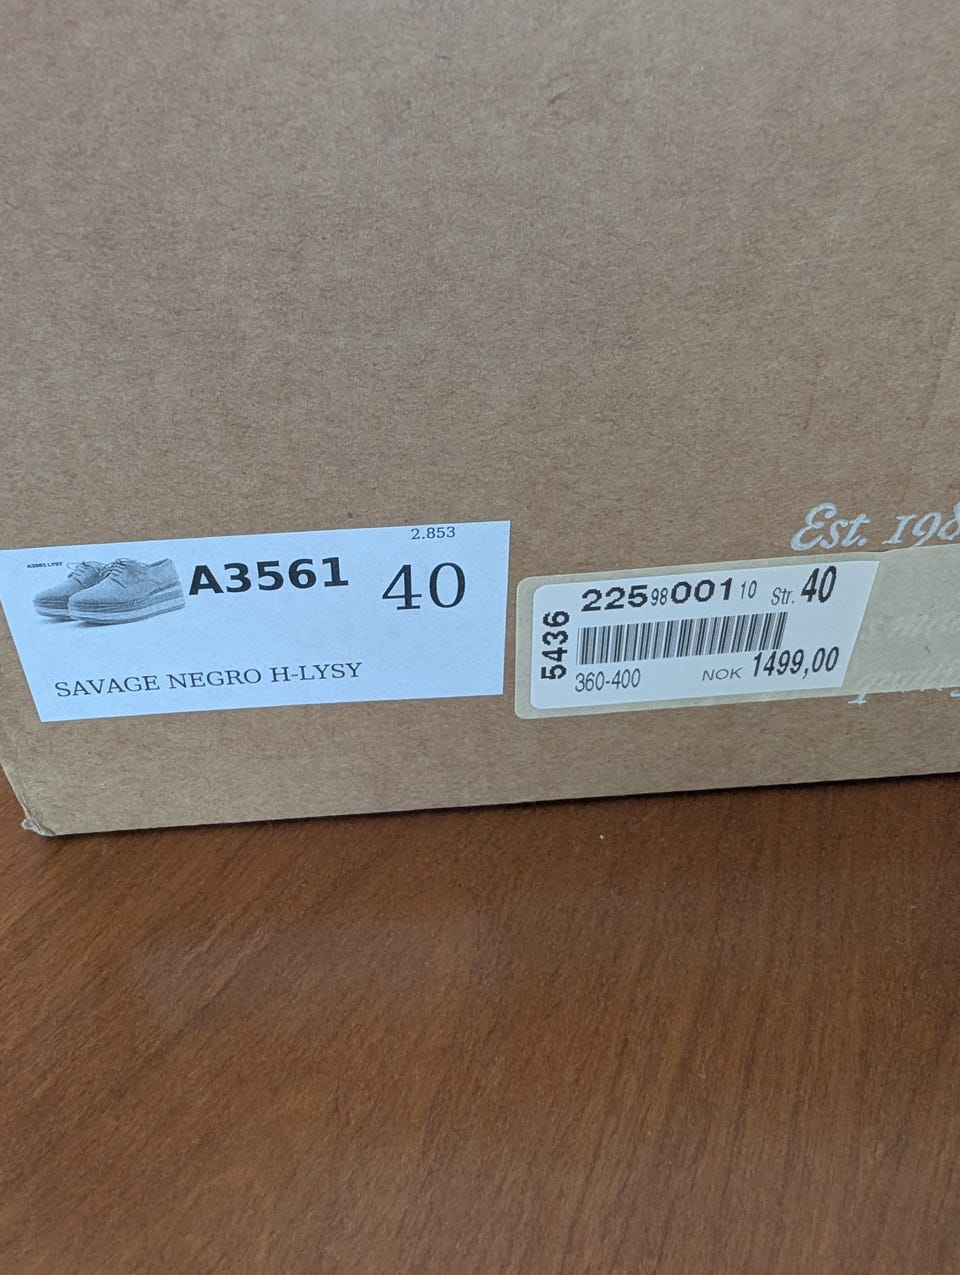 Est. 198
2.853
A3561 LYSY
A3561
40
SAVAGE NEGRO H-LYSY
5436
225 98 001 10 Str. 40
360-400
NOK 1499,00